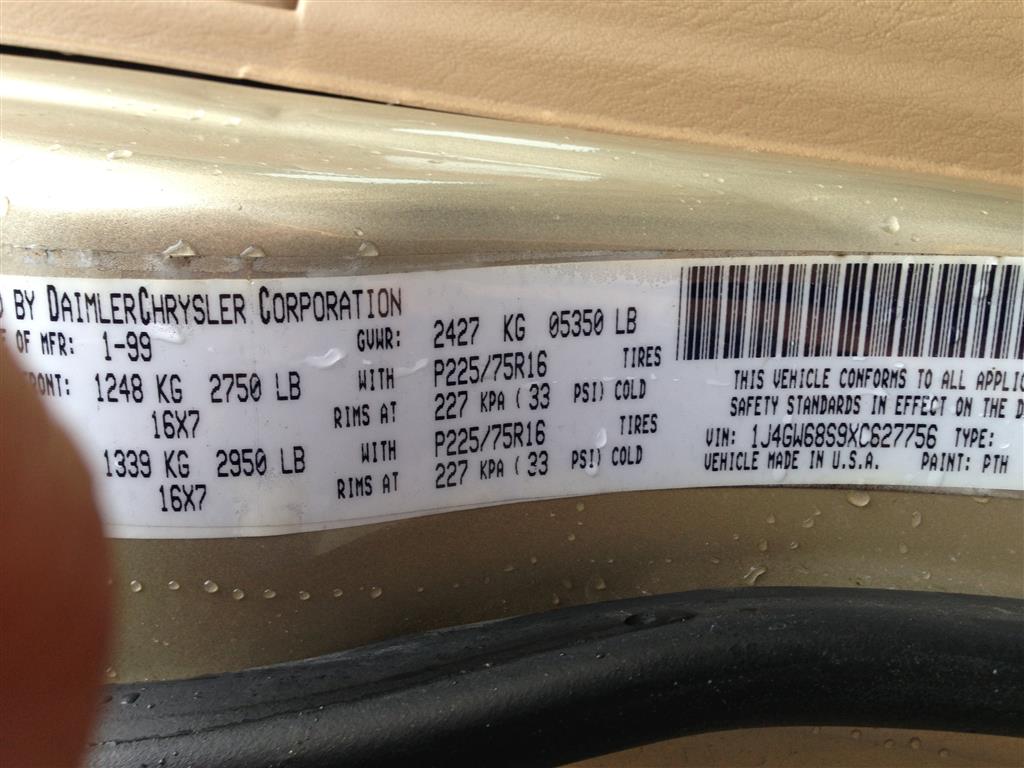 BY DAIMLERCHRYSLER CORPORATION
OF MFR: 1-99 GVWR: 2427 KG 05350 LB
1248 KG 2750 LB WITH P225/75R16 TIRES
16X7 RIMS AT 227 KPA ( 33 PSI) COLD
1339 KG 2950 LB WITH P225/75R16 TIRES
16X7 RIMS AT 227 KPA ( 33 PSI) COLD
THIS VEHICLE CONFORMS TO ALL
SAFETY STANDARDS IN EFFECT ON THE
VIN: 1J4GW68S9XC627756 TYPE:
VEHICLE MADE IN U.S.A. PAINT: PTH